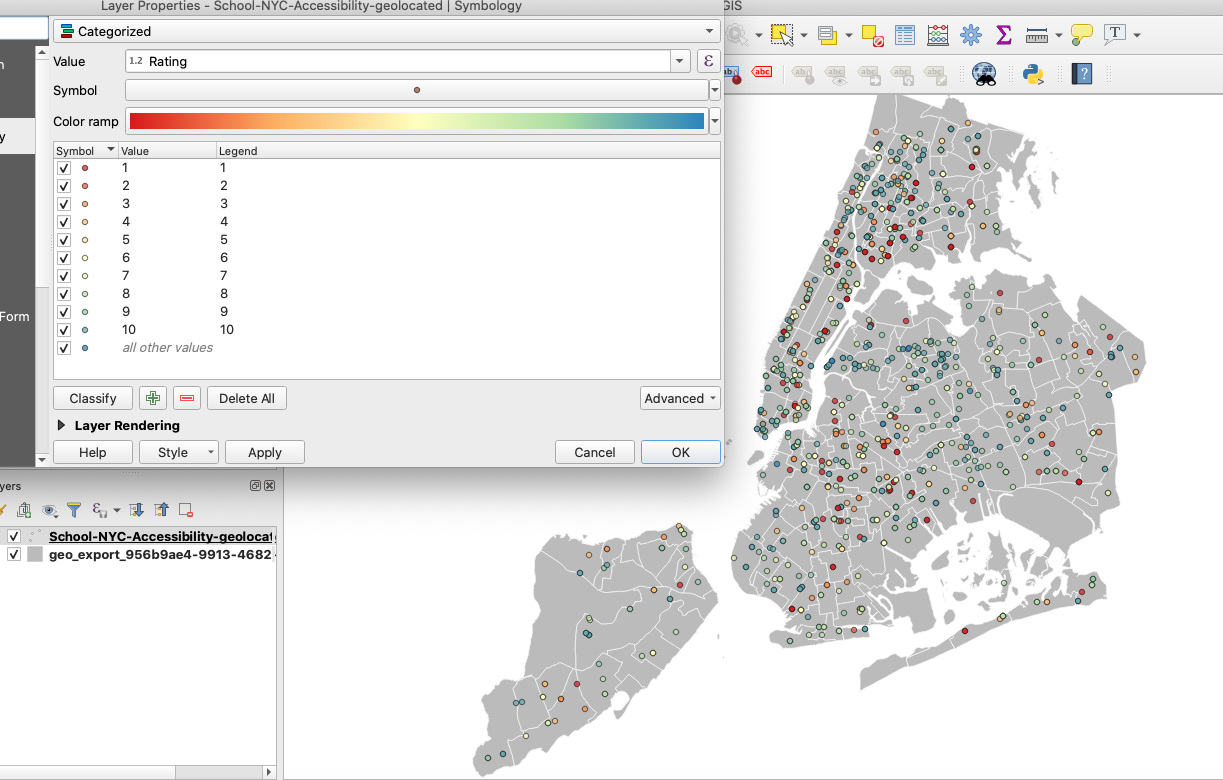 Layer Properties - School-NYC-Accessibility-geolocated | Symbology
GIS
Categorized
Value 1.2 Rating ε
Symbol
Color ramp
Symbol Value Legend
1 1
2 2
3 3
4 4
5 5
6 6
7 7
8 8
9 9
10 10
all other values
Classify Delete All Advanced
Layer Rendering
Help Style Apply Cancel OK
n
y
Form
abc
T
yers
School-NYC-Accessibility-geolocat
geo_export_956b9ae4-9913-4682